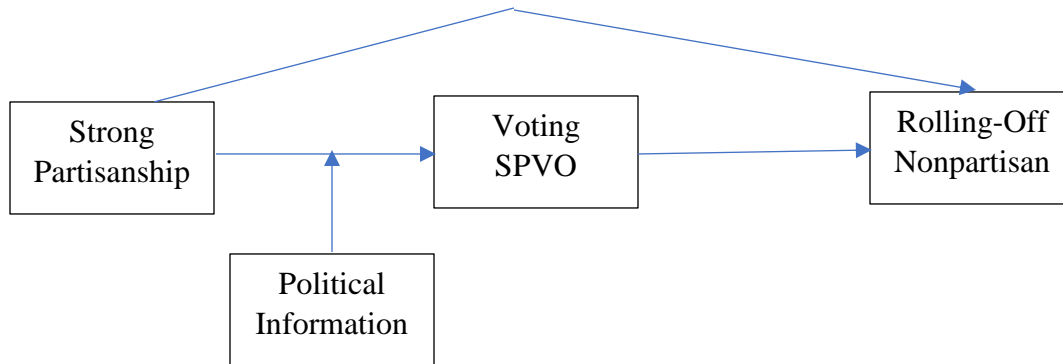 Strong
Partisanship
Voting
SPVO
Rolling-Off
Nonpartisan
Political
Information